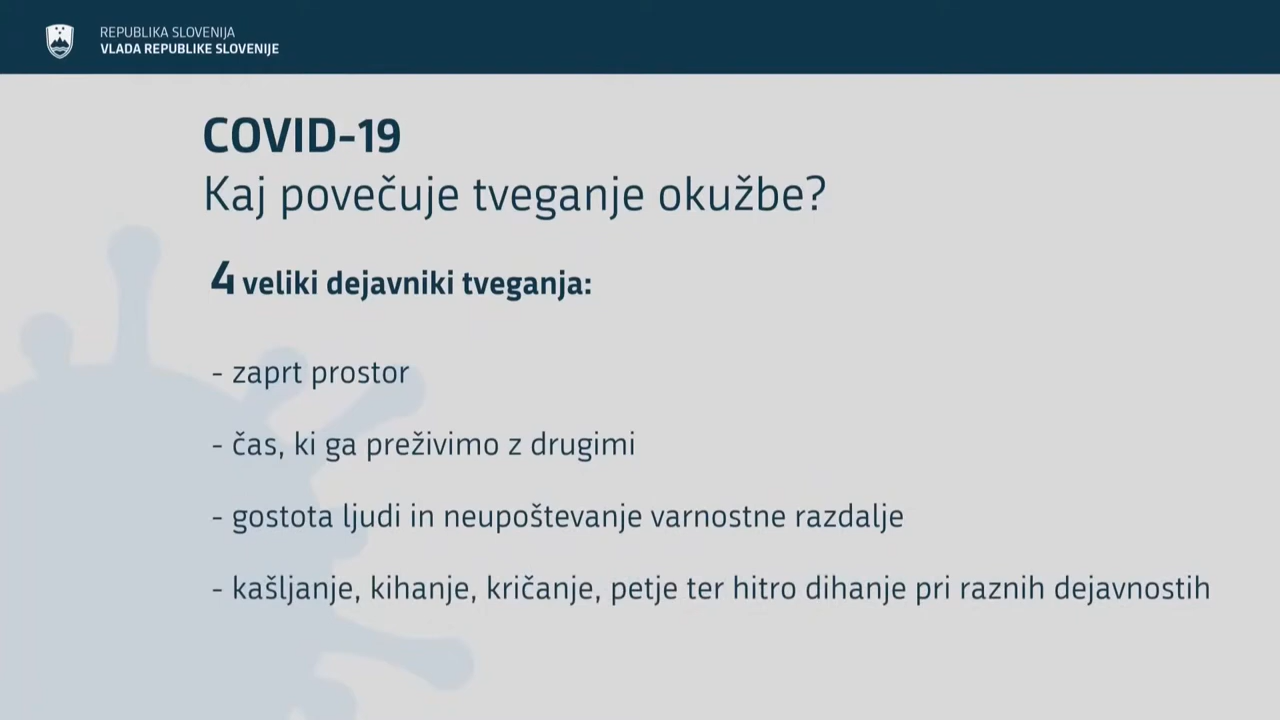 REPUBLIKA SLOVENIJA
VLADA REPUBLIKE SLOVENIJE
COVID-19
Kaj povečuje tveganje okužbe?
4 veliki dejavniki tveganja:
- zaprt prostor
- čas, ki ga preživimo z drugimi
- gostota ljudi in neupoštevanje varnostne razdalje
- kašljanje, kihanje, kričanje, petje ter hitro dihanje pri raznih dejavnostih